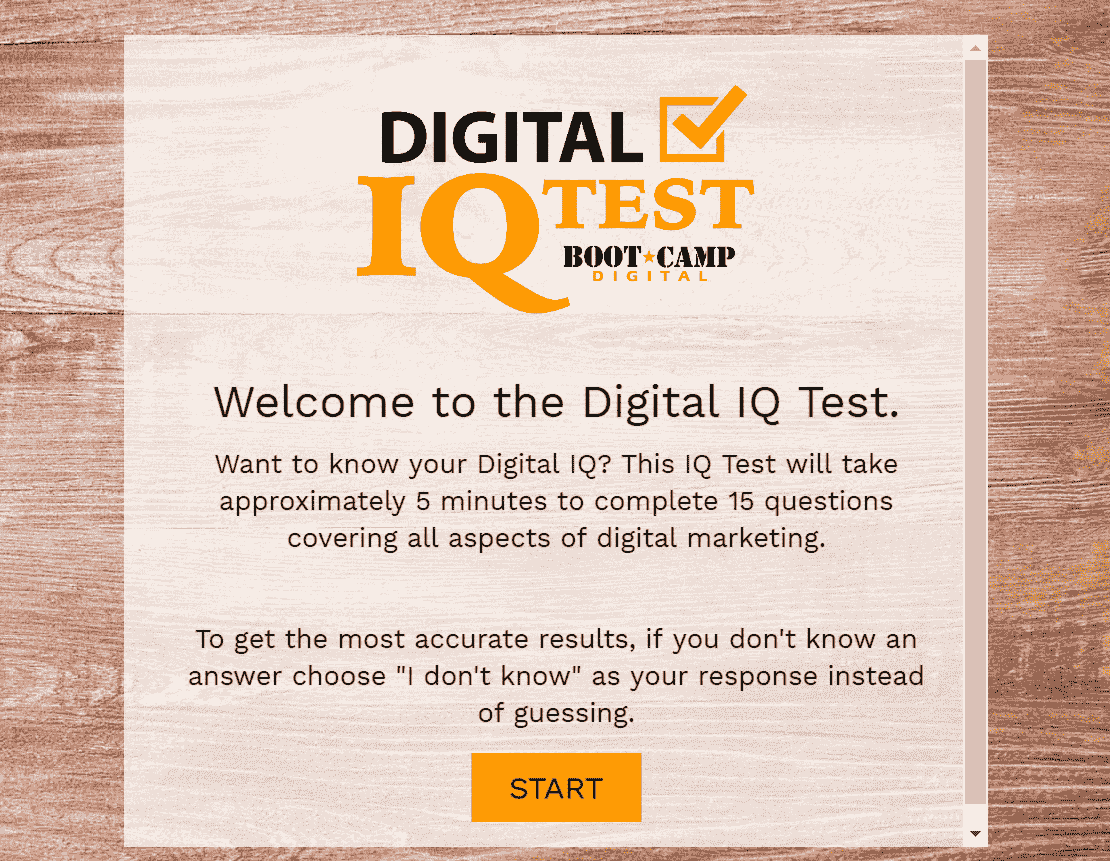 DIGITAL
IQ TEST
BOOT★CAMP
DIGITAL
Welcome to the Digital IQ Test.
Want to know your Digital IQ? This IQ Test will take
approximately 5 minutes to complete 15 questions
covering all aspects of digital marketing.
To get the most accurate results, if you don't know an
answer choose "I don't know" as your response instead
of guessing.
START